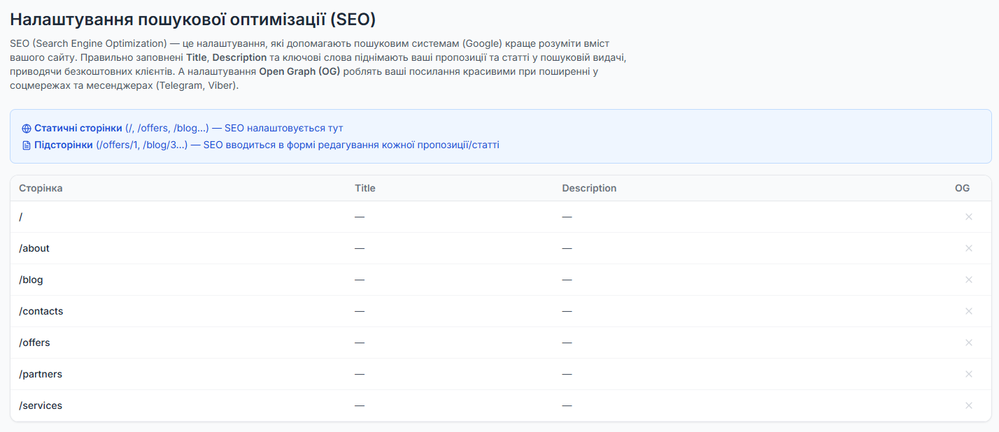 Налаштування пошукової оптимізації (SEO)
SEO (Search Engine Optimization) — це налаштування, які допомагають пошуковим системам (Google) краще розуміти вміст
вашого сайту. Правильно заповнені Title, Description та ключові слова піднімають ваші пропозиції та статті у пошуковій видачі,
приводячи безкоштовних клієнтів. А налаштування Open Graph (OG) роблять ваші посилання красивими при поширенні у
соцмережах та месенджерах (Telegram, Viber).
Статичні сторінки (/, /offers, /blog...) — SEO налаштовується тут
Підсторінки (/offers/1, /blog/3...) — SEO вводиться в формі редагування кожної пропозиції/статті
Сторінка Title Description OG
/ — —
/about — —
/blog — —
/contacts — —
/offers — —
/partners — —
/services — —